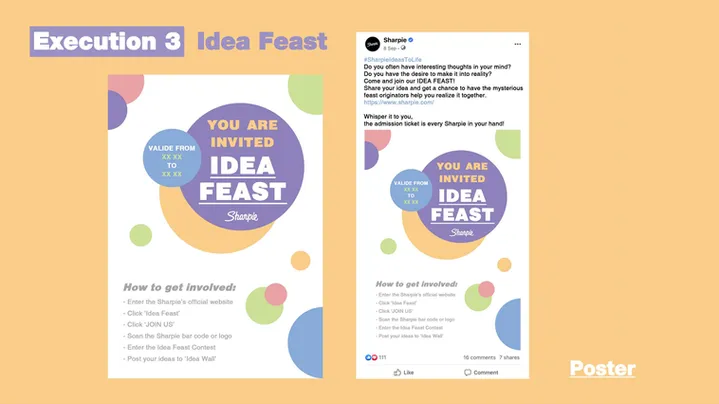 Execution 3 Idea Feast
YOU ARE
INVITED
VALIDE FROM
XX XX
TO
XX XX
IDEA
FEAST
Sharpie
How to get involved:
- Enter the Sharpie's official website
- Click 'Idea Feast'
- Click 'JOIN US'
- Scan the Sharpie bar code or logo
- Enter the Idea Feast Contest
- Post your ideas to 'Idea Wall'
Sharpie
Sharpie
8 Sep ·
#SharpieIdeasToLife
Do you often have interesting thoughts in your mind?
Do you have the desire to make it into reality?
Come and join our IDEA FEAST!
Share your idea and get a chance to have the mysterious
feast originators help you realize it together.
https://www.sharpie.com/
Whisper it to you,
the admission ticket is every Sharpie in your hand!
YOU ARE
INVITED
VALIDE FROM
XX XX
TO
XX XX
IDEA
FEAST
Sharpie
How to get involved:
- Enter the Sharpie's official website
- Click 'Idea Feast'
- Click 'JOIN US'
- Scan the Sharpie bar code or logo
- Enter the Idea Feast Contest
- Post your ideas to 'Idea Wall'
111
16 comments 7 shares
Like
Comment
Poster